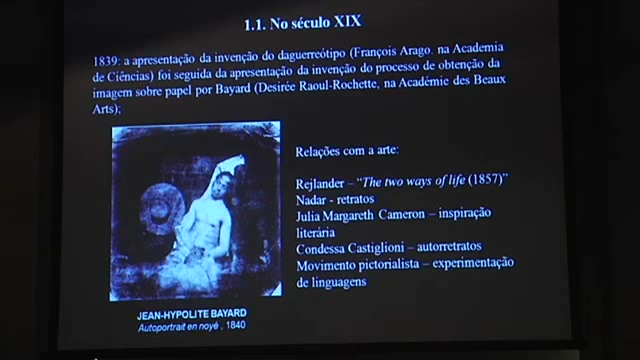 1.1. No século XIX
1839: a apresentação da invenção do daguerreótipo (François Arago. na Academia
de Ciências) foi seguida da apresentação da invenção do processo de obtenção da
imagem sobre papel por Bayard (Desirée Raoul-Rochette, na Académie des Beaux
Arts);
Relações com a arte:
Rejlander – “The two ways of life (1857)”
Nadar - retratos
Julia Margareth Cameron – inspiração
literária
Condessa Castiglioni – autorretratos
Movimento pictorialista – experimentação
de linguagens
JEAN-HYPOLITE BAYARD
Autoportrait en noyé , 1840